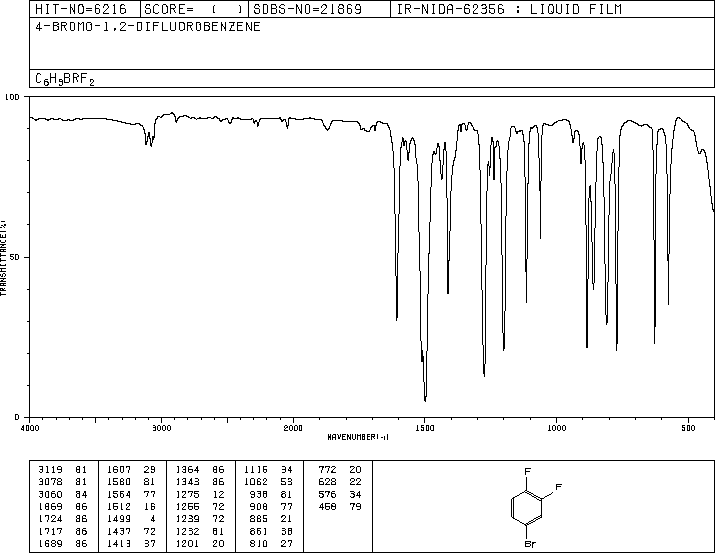 HIT-NO=6216 SCORE= ( ) SDBS-NO=21869 IR-NIDA-62356 : LIQUID FILM
4-BROMO-1,2-DIFLUOROBENZENE
C6H3BRF2
100
TRANSMITTANCE(%)
50
0
4000 3000 2000 1500 1000 500
WAVENUMBER(-1)
3119 81 1607 29 1364 86 1116 34 772 20
3078 81 1580 81 1343 86 1062 53 628 22
3060 84 1564 77 1275 12 938 81 576 34
1869 86 1512 16 1255 72 908 77 458 79
1724 86 1499 4 1239 72 885 21
1717 86 1437 72 1232 81 861 38
1689 86 1413 37 1201 20 810 27
F
F
Br